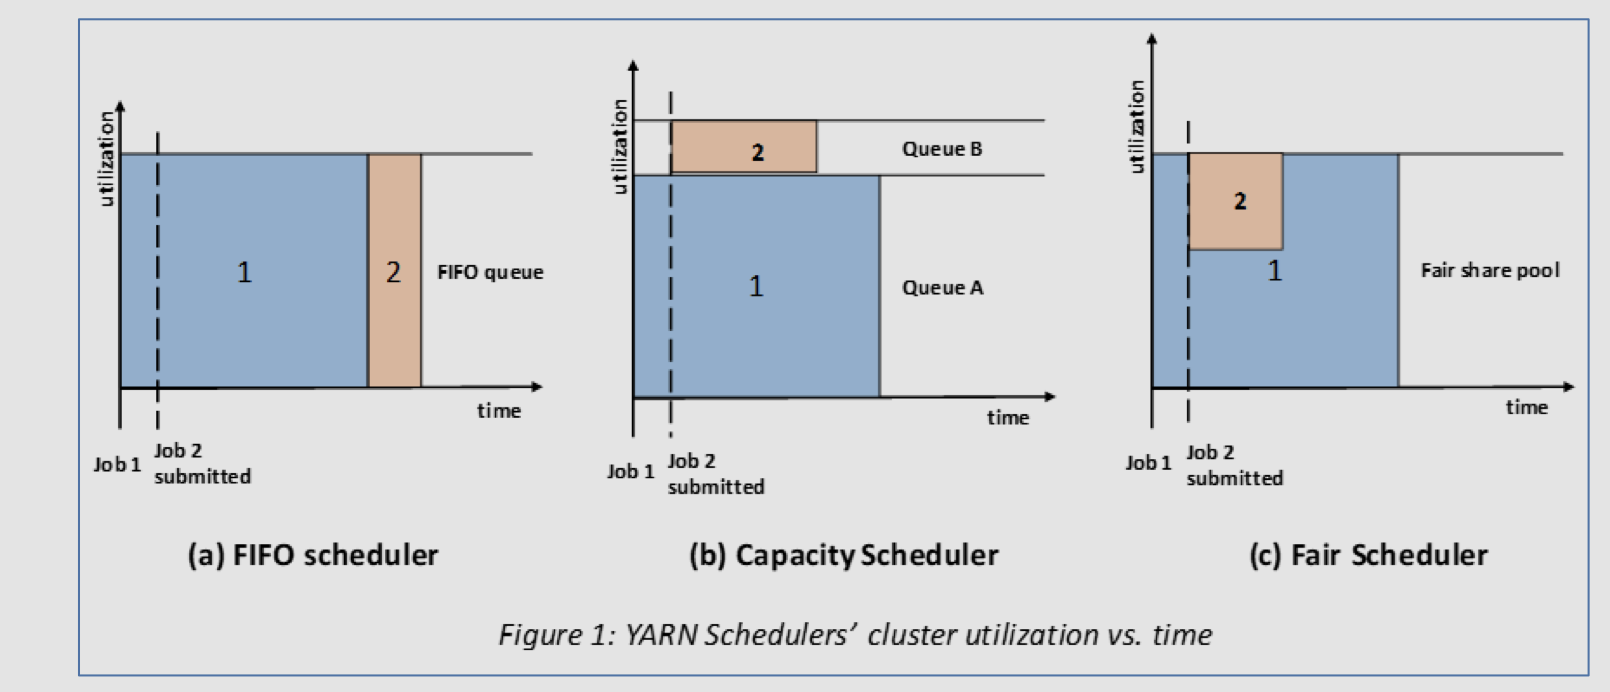 utilization
1
2
FIFO queue
time
Job 1
Job 2
submitted
(a) FIFO scheduler
utilization
2
Queue B
1
Queue A
time
Job 1
Job 2
submitted
(b) Capacity Scheduler
utilization
2
1
Fair share pool
time
Job 1
Job 2
submitted
(c) Fair Scheduler
Figure 1: YARN Schedulers’ cluster utilization vs. time